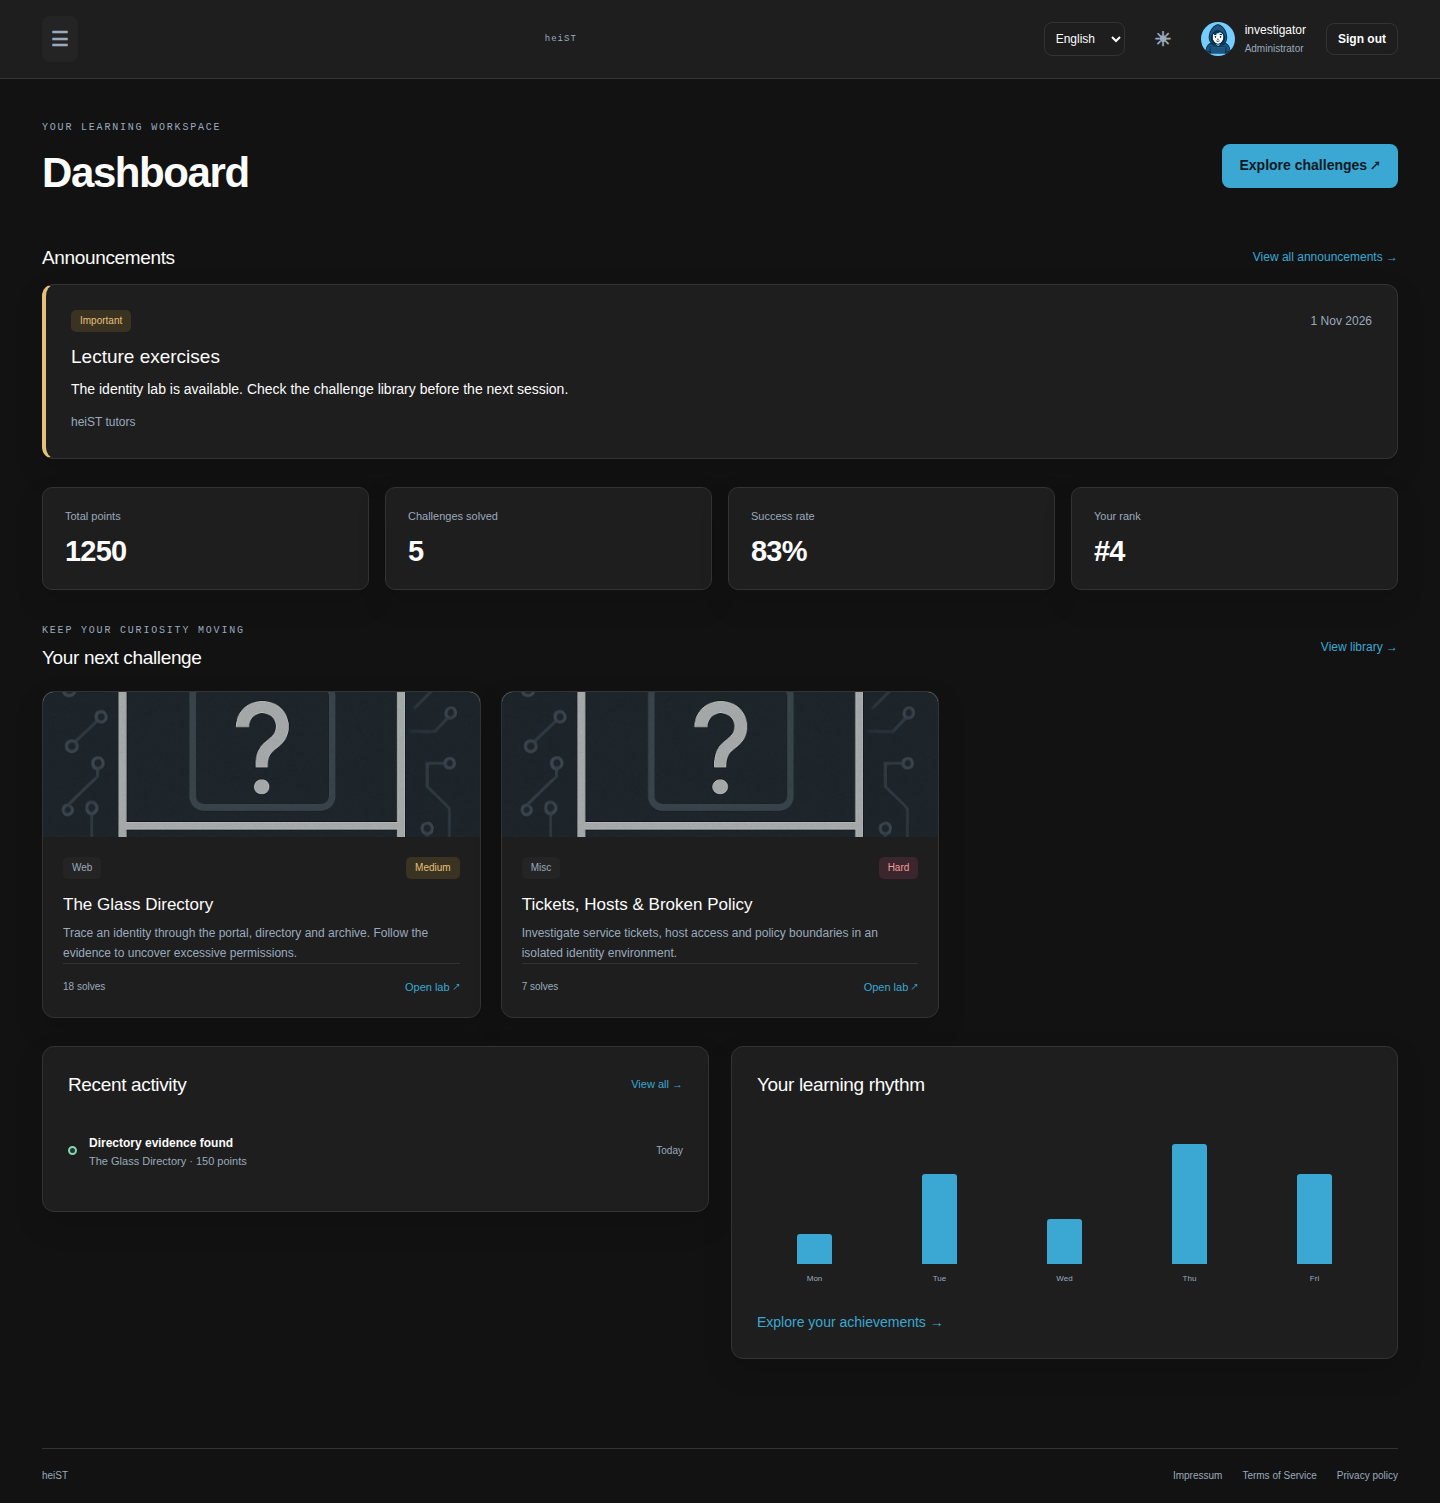 heiST
English
investigator
Administrator
Sign out
YOUR LEARNING WORKSPACE
Dashboard
Explore challenges ↗
Announcements
View all announcements →
Important
1 Nov 2026
Lecture exercises
The identity lab is available. Check the challenge library before the next session.
heiST tutors
Total points
1250
Challenges solved
5
Success rate
83%
Your rank
#4
KEEP YOUR CURIOSITY MOVING
Your next challenge
View library →
?
?
Web
Medium
The Glass Directory
Trace an identity through the portal, directory and archive. Follow the
evidence to uncover excessive permissions.
18 solves
Open lab ↗
Misc
Hard
Tickets, Hosts & Broken Policy
Investigate service tickets, host access and policy boundaries in an
isolated identity environment.
7 solves
Open lab ↗
Recent activity
View all →
Directory evidence found
The Glass Directory · 150 points
Today
Your learning rhythm
Mon
Tue
Wed
Thu
Fri
Explore your achievements →
heiST
Impressum
Terms of Service
Privacy policy